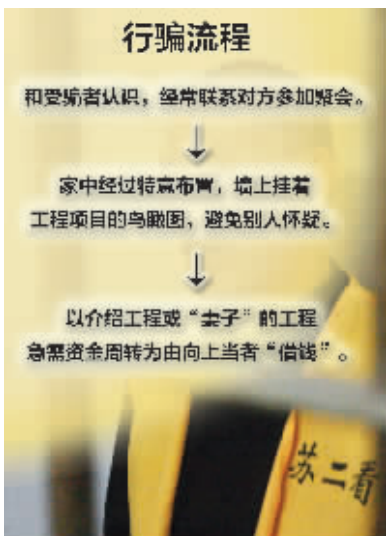 行骗流程
和受骗者认识，经常联系对方参加聚会。
↓
家中经过特意布置，墙上挂着
工程项目的鸟瞰图，避免别人怀疑。
↓
以介绍工程或“妻子”的工程
急需资金周转为由向上当者“借钱”。
苏二看